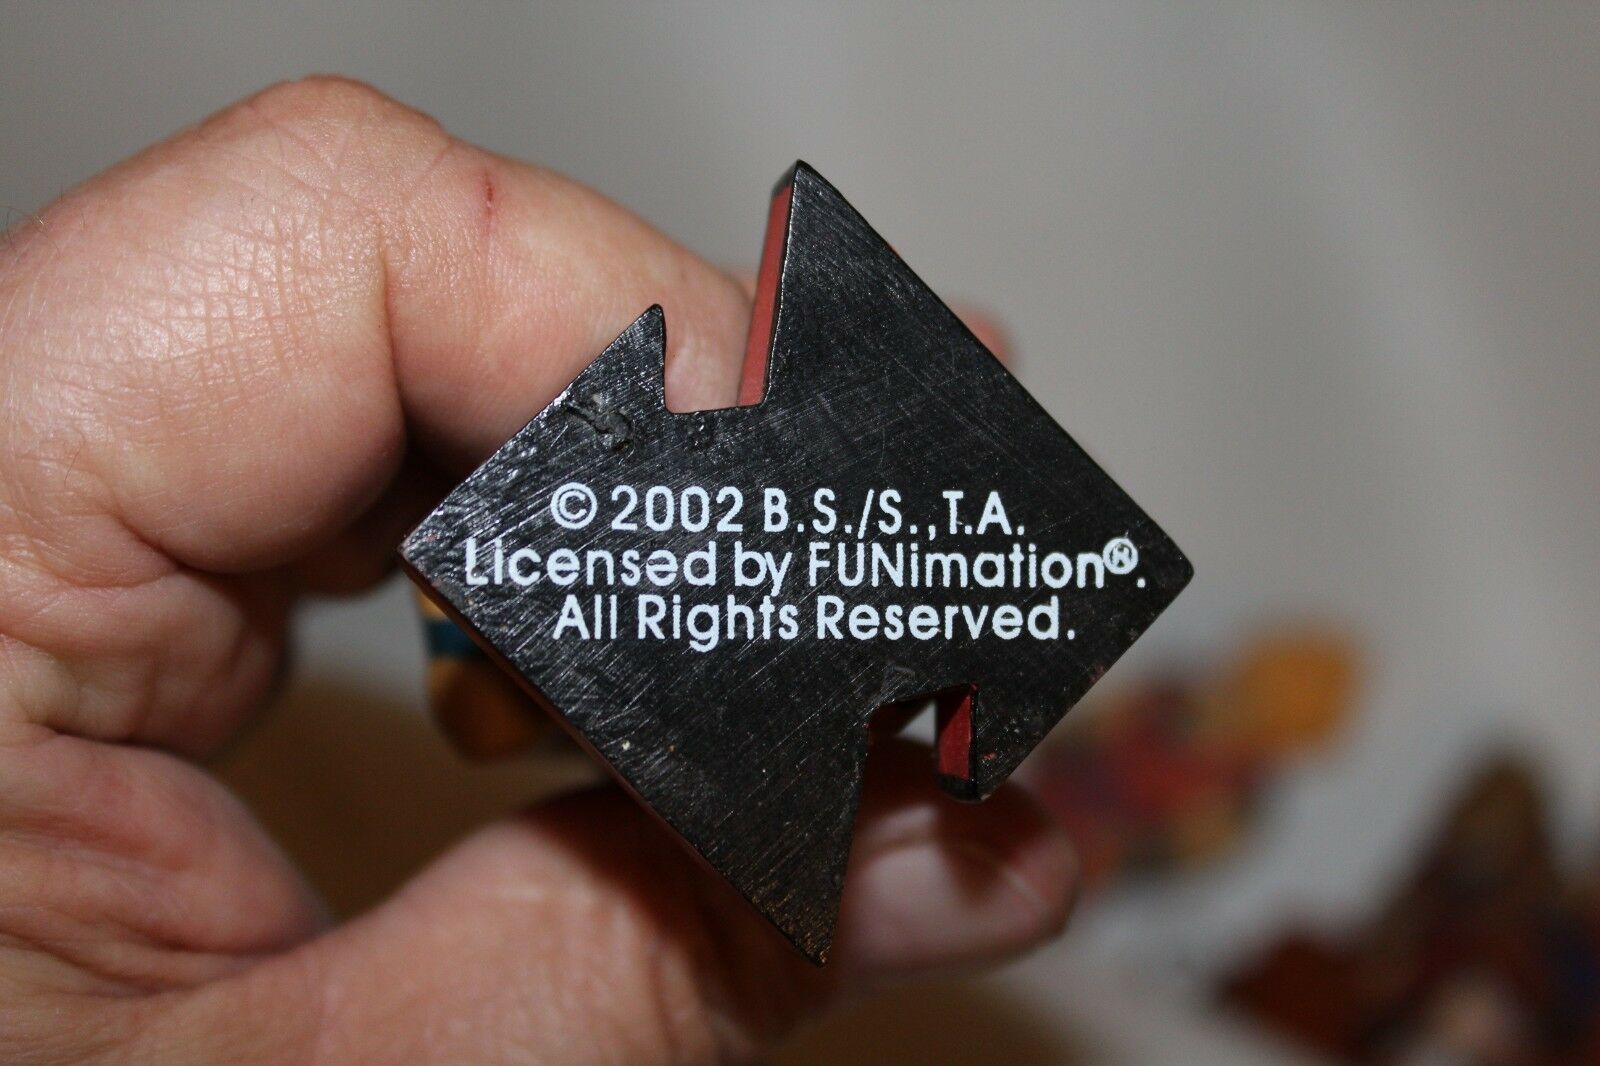 © 2002 B.S./S.,T.A.
Licensed by FUNimation®.
All Rights Reserved.